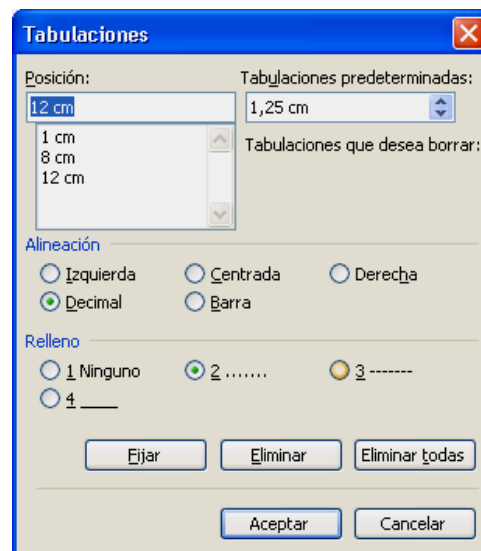 Tabulaciones
Posición:
Tabulaciones predeterminadas:
12 cm
1,25 cm
1 cm
8 cm
12 cm
Tabulaciones que desea borrar:
Alineación
Izquierda
Centrada
Derecha
Decimal
Barra
Relleno
1 Ninguno
2 .......
3 -------
4 ____
Fijar
Eliminar
Eliminar todas
Aceptar
Cancelar